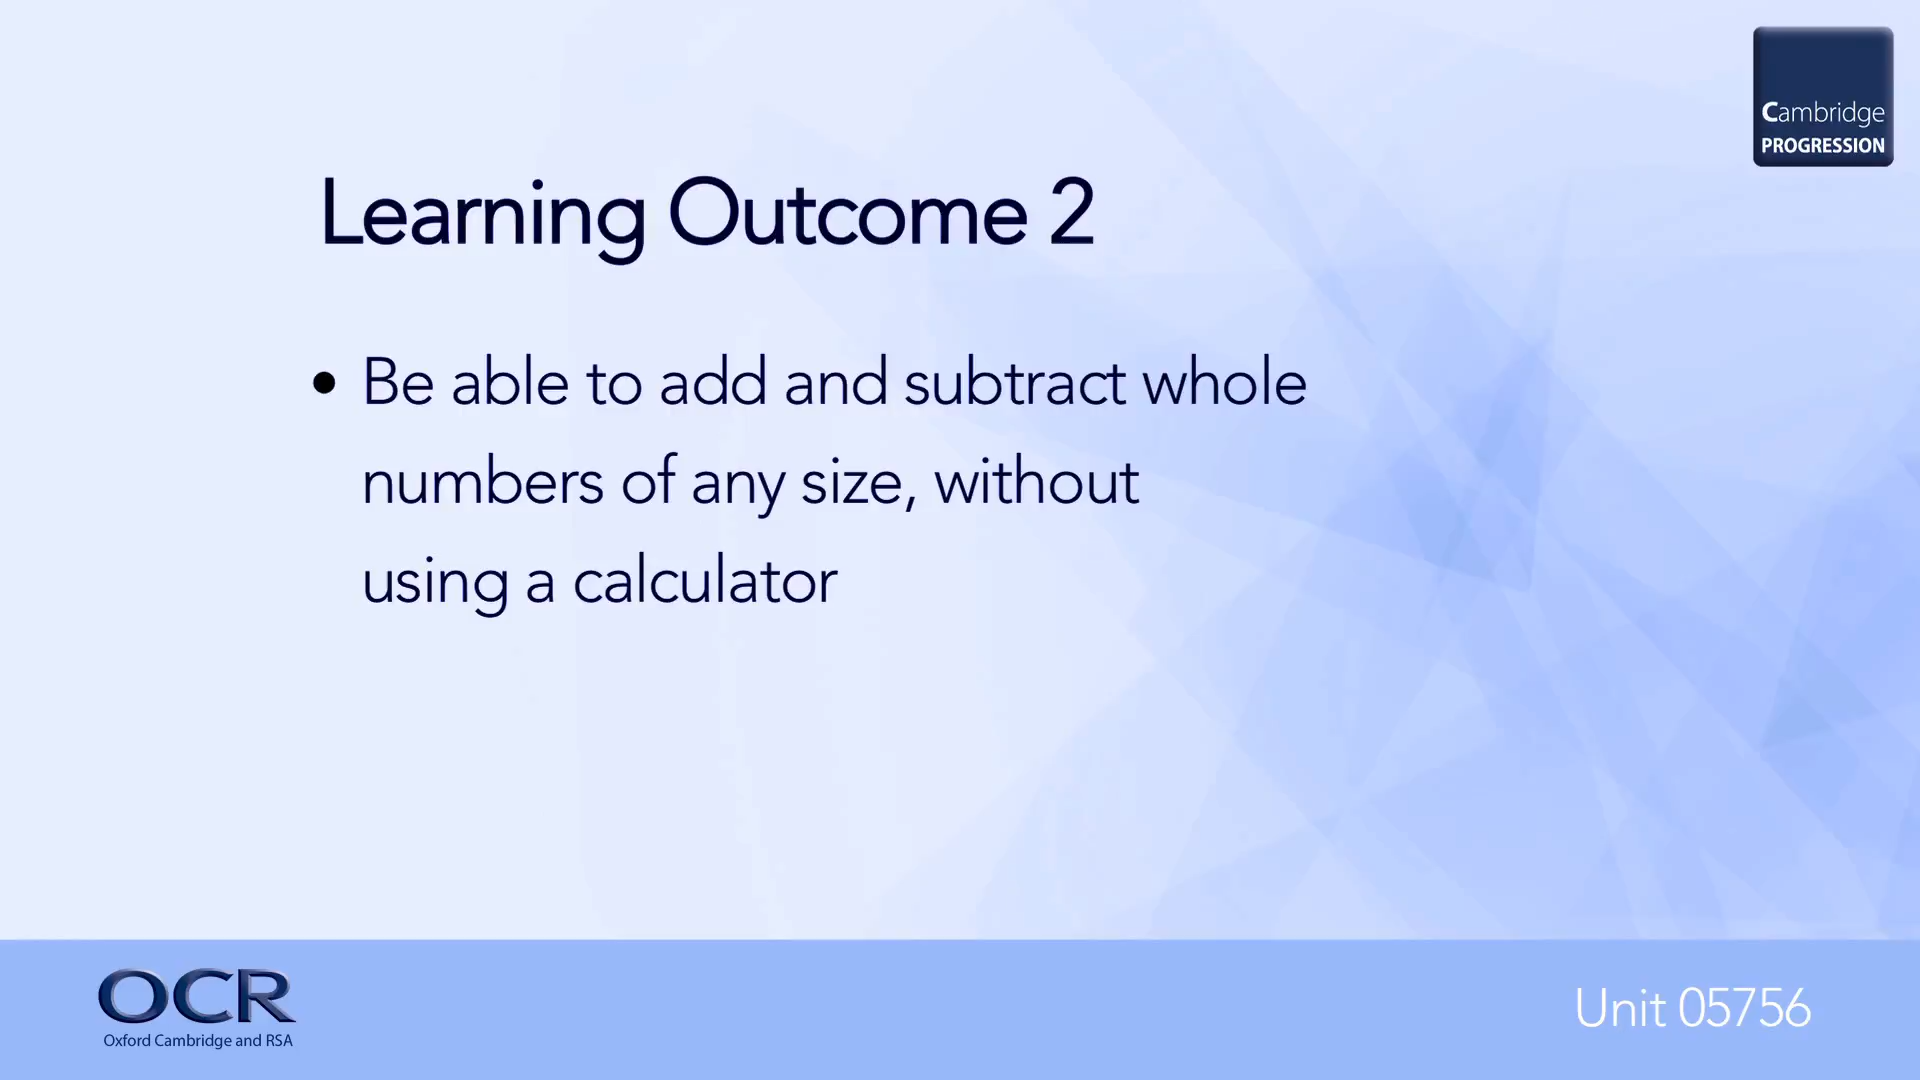 Cambridge
PROGRESSION
Learning Outcome 2
• Be able to add and subtract whole
numbers of any size, without
using a calculator
OCR
Oxford Cambridge and RSA
Unit 05756